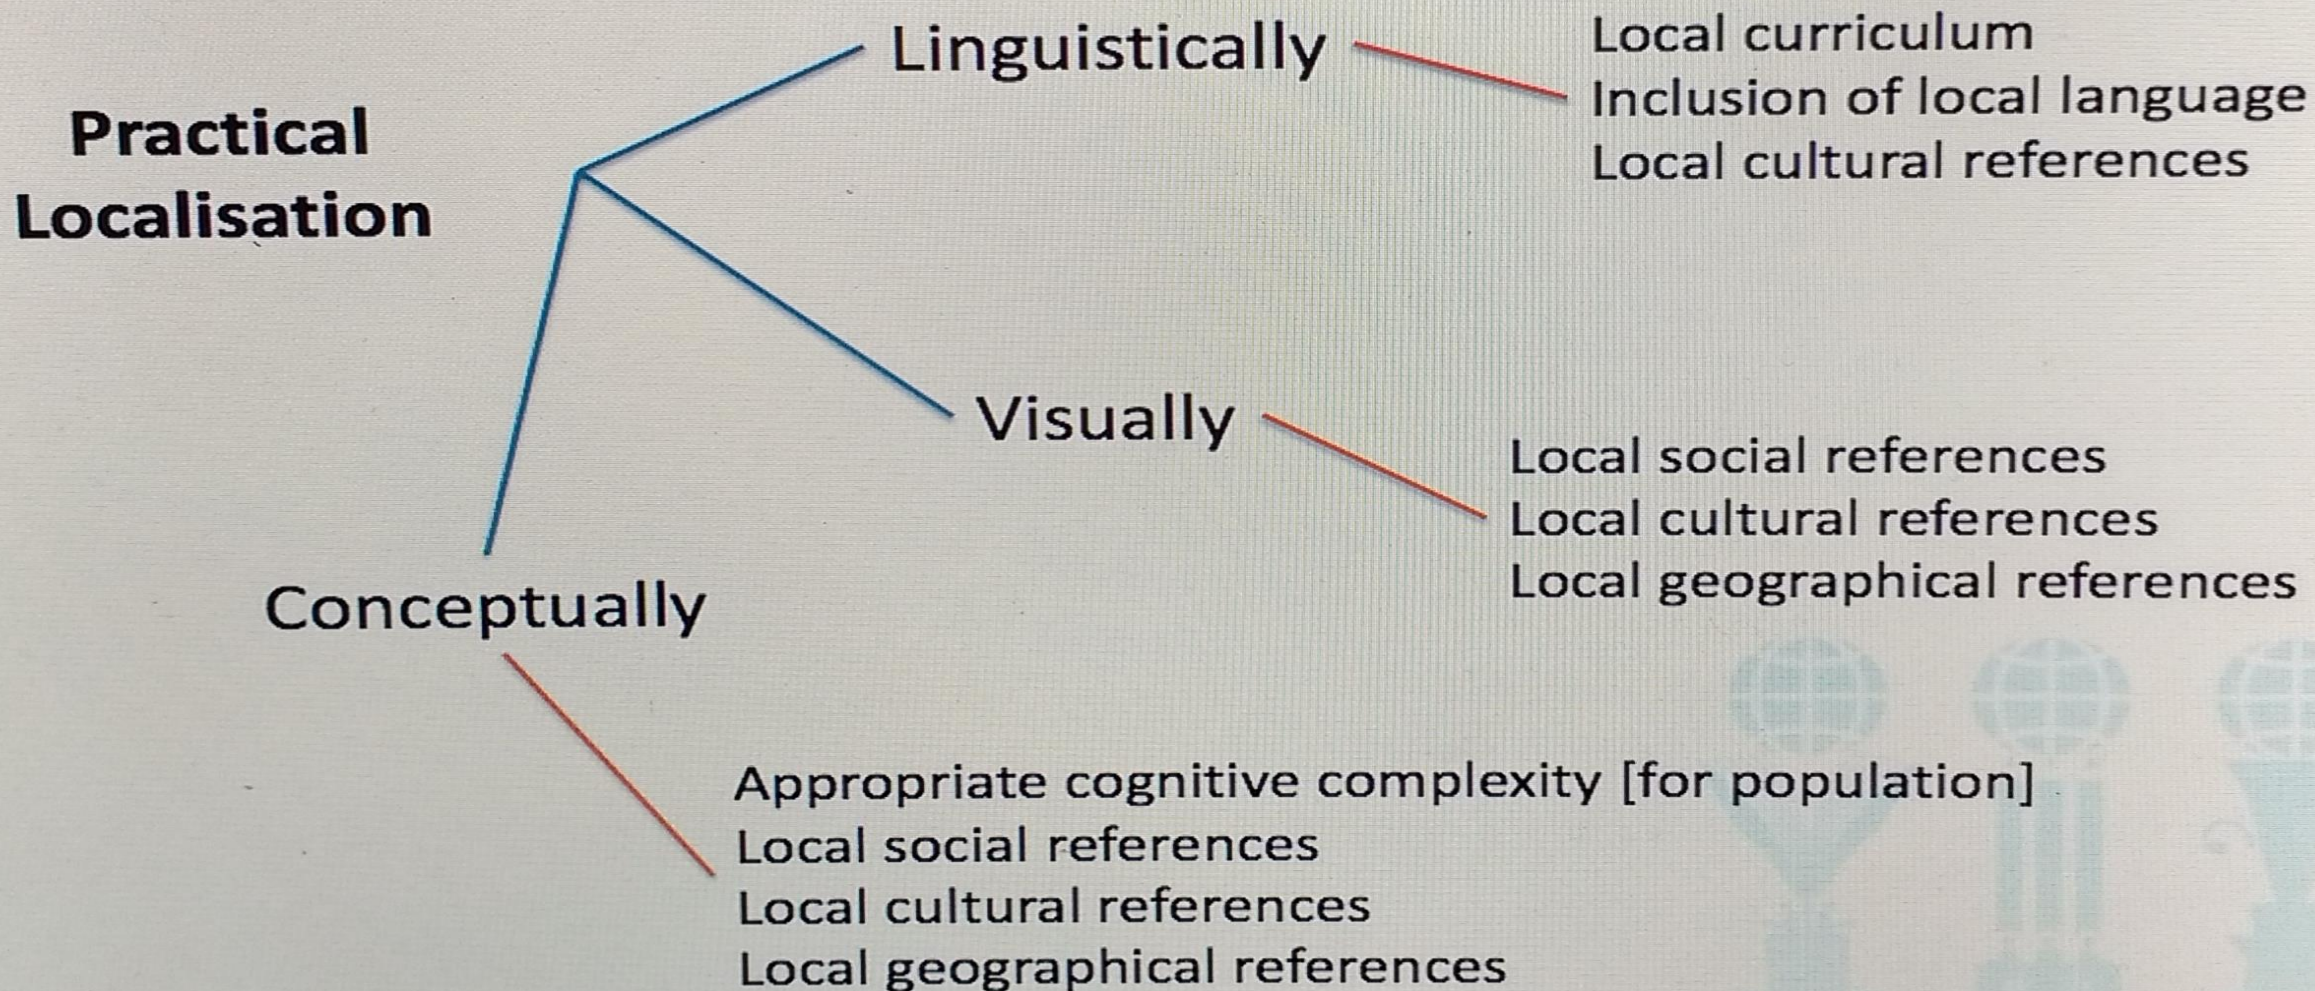 Practical
Localisation
Linguistically
Local curriculum
Inclusion of local language
Local cultural references
Visually
Local social references
Local cultural references
Local geographical references
Conceptually
Appropriate cognitive complexity [for population]
Local social references
Local cultural references
Local geographical references